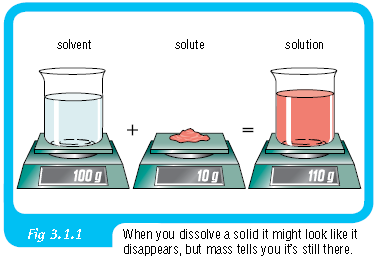 solvent solute solution
+ =
100 g 10 g 110 g
Fig 3.1.1 When you dissolve a solid it might look like it
disappears, but mass tells you it's still there.